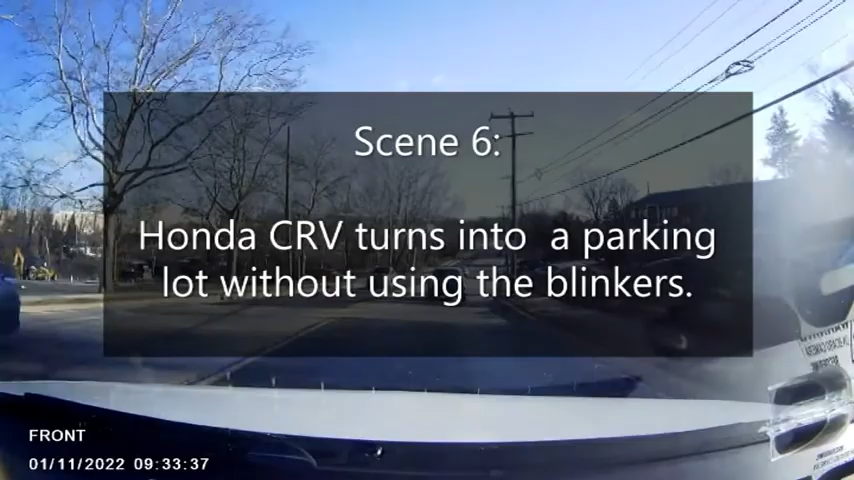 Scene 6:
Honda CRV turns into  a parking
lot without using the blinkers.
FRONT
01/11/2022 09:33:37